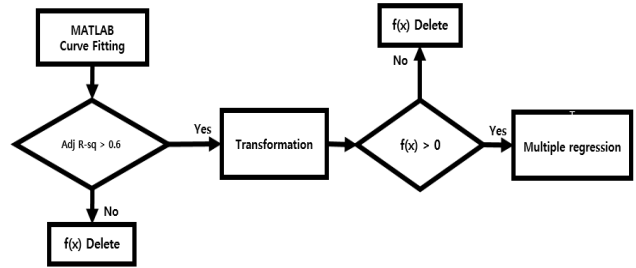 MATLAB
Curve Fitting
Adj R-sq > 0.6
Yes
No
f(x) Delete
Transformation
f(x) > 0
No
f(x) Delete
Yes
Multiple regression